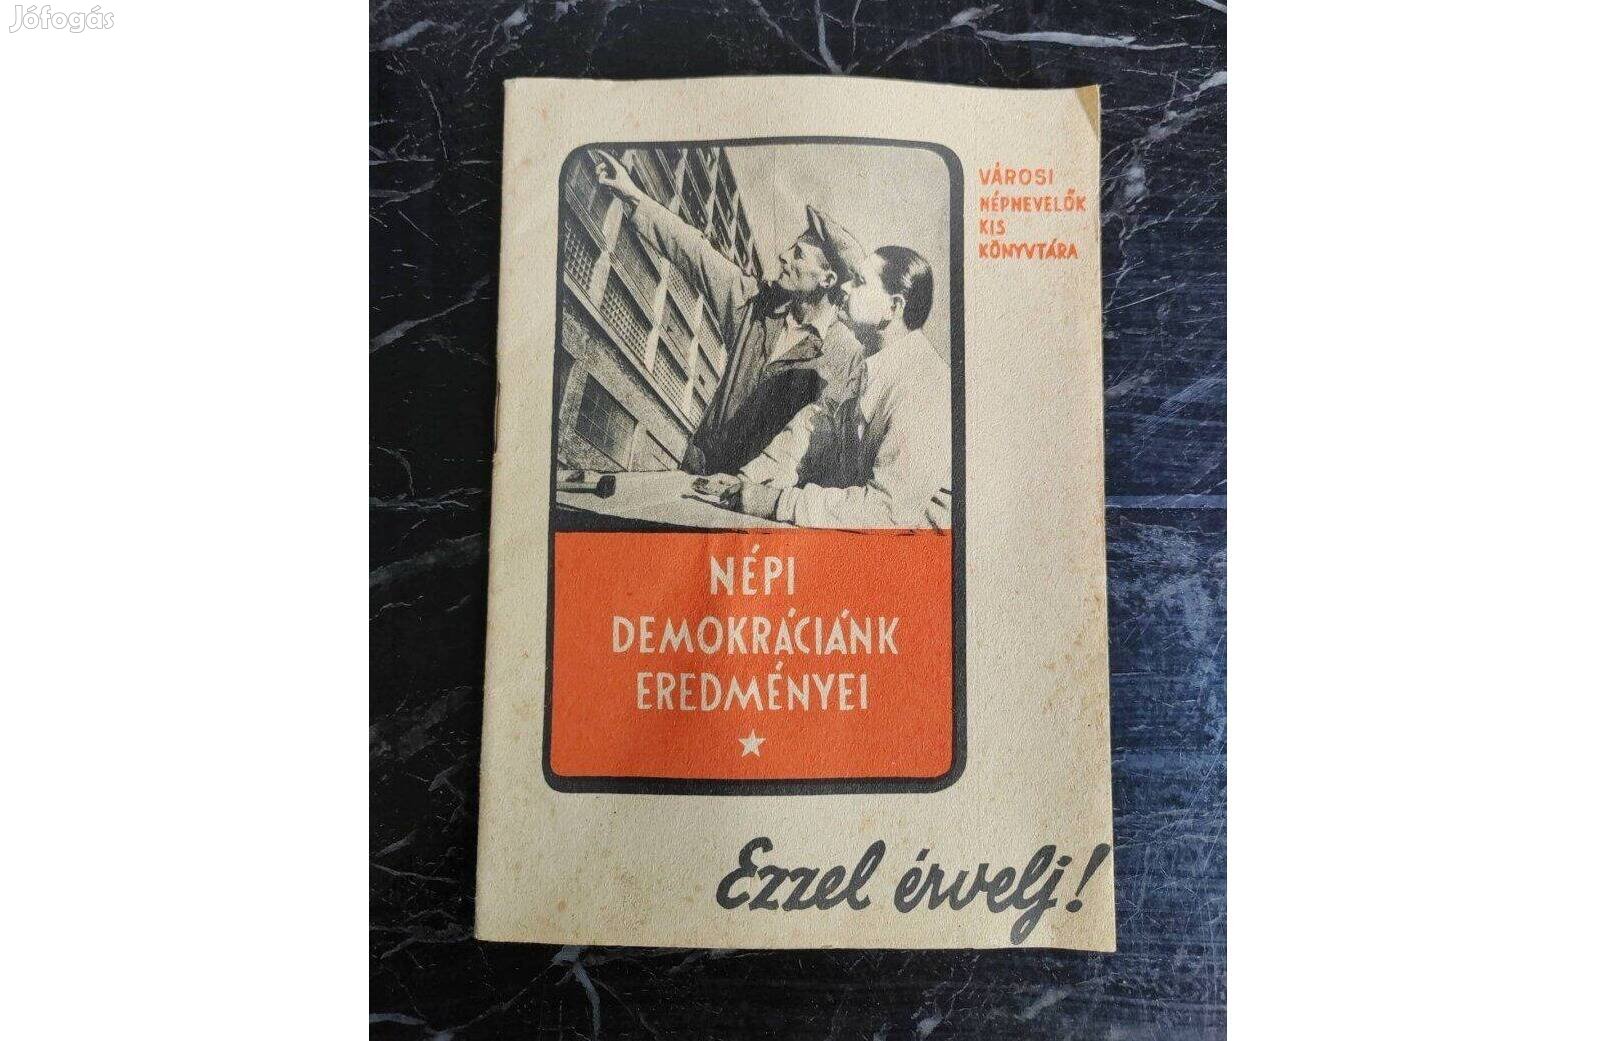 Jófogás
VÁROSI
NÉPNEVELŐK
KIS
KÖNYVTÁRA
NÉPI
DEMOKRÁCIÁNK
EREDMÉNYEI
Ezzel érvelj!